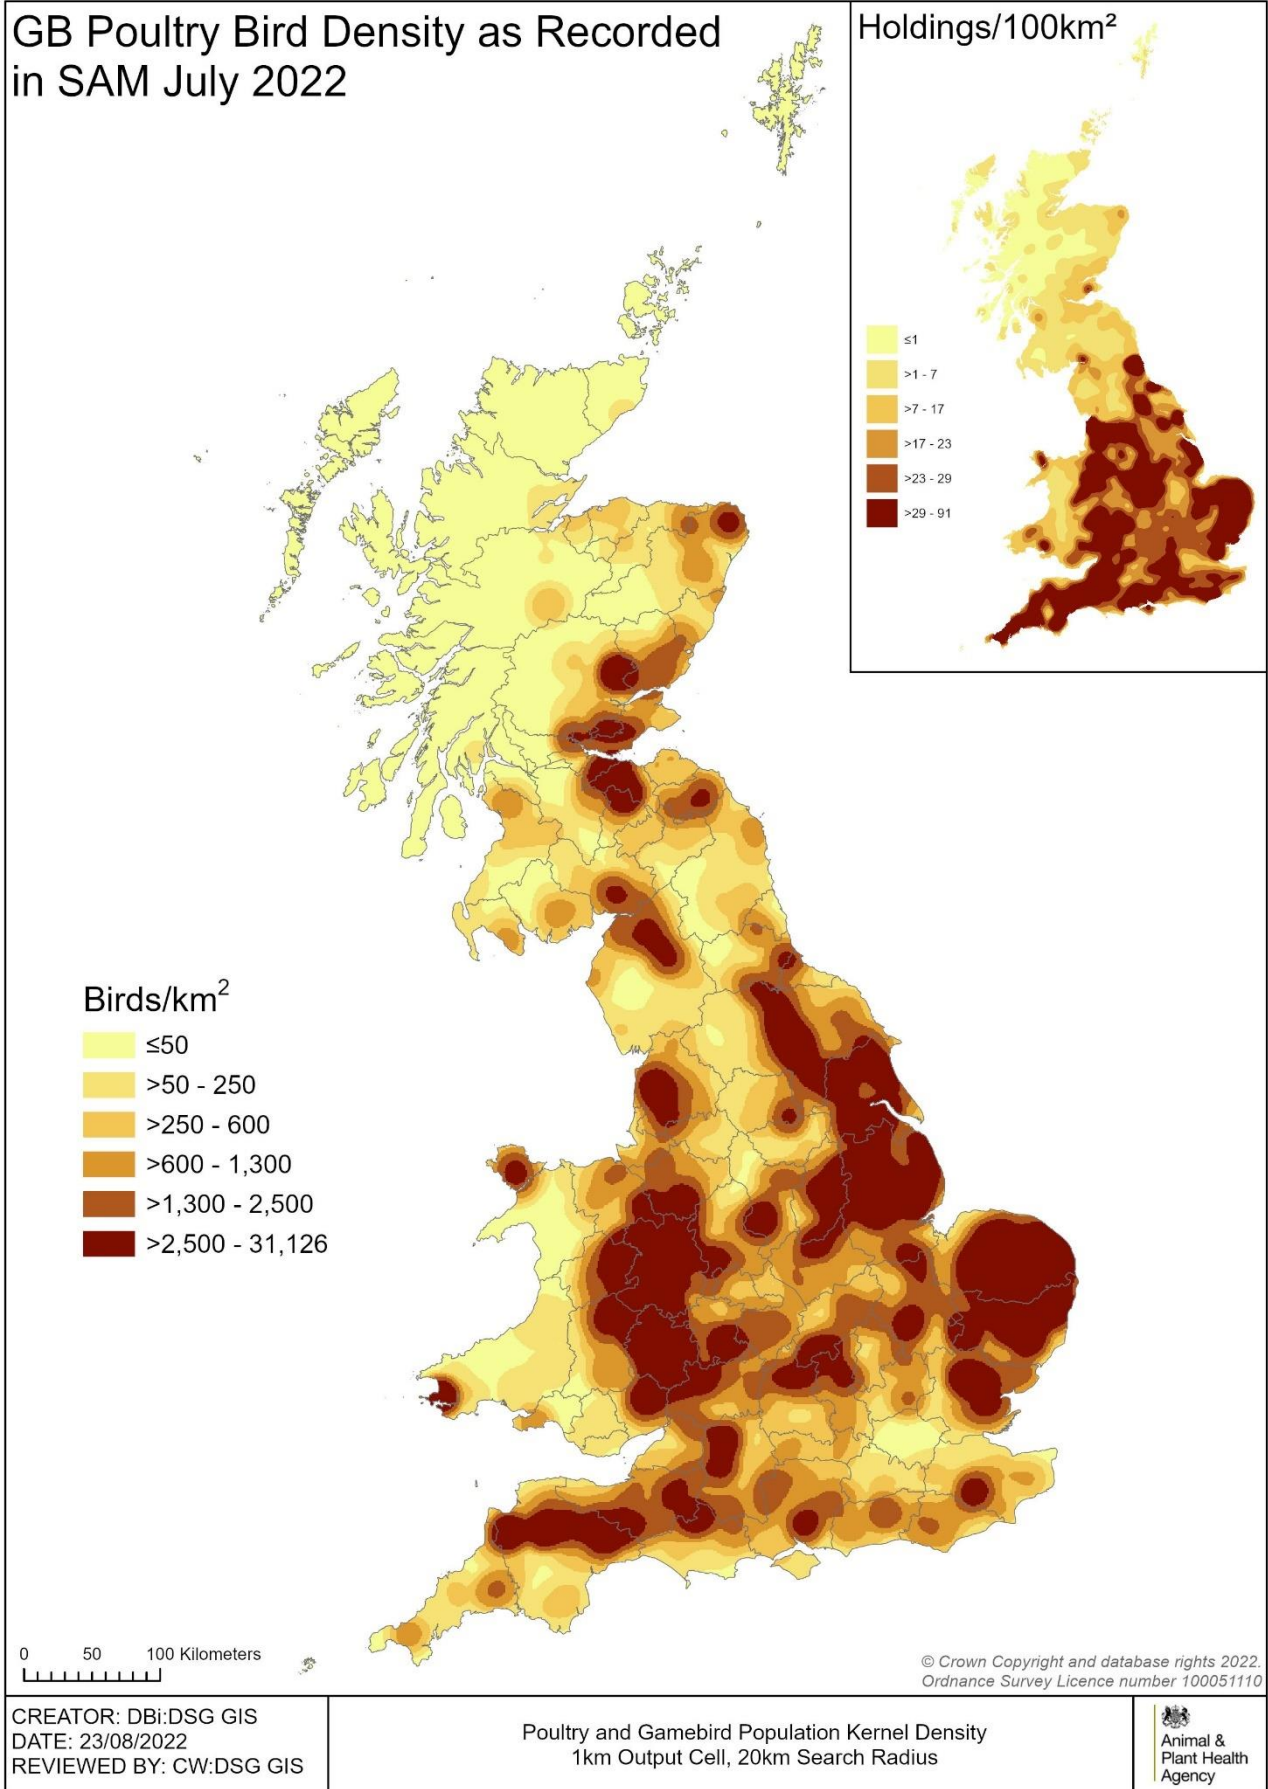 GB Poultry Bird Density as Recorded
in SAM July 2022
Holdings/100km²
≤1
>1 - 7
>7 - 17
>17 - 23
>23 - 29
>29 - 91
Birds/km²
≤50
>50 - 250
>250 - 600
>600 - 1,300
>1,300 - 2,500
>2,500 - 31,126
0 50 100 Kilometers
© Crown Copyright and database rights 2022.
Ordnance Survey Licence number 100051110
CREATOR: DBi:DSG GIS
DATE: 23/08/2022
REVIEWED BY: CW:DSG GIS
Poultry and Gamebird Population Kernel Density
1km Output Cell, 20km Search Radius
Animal &
Plant Health
Agency